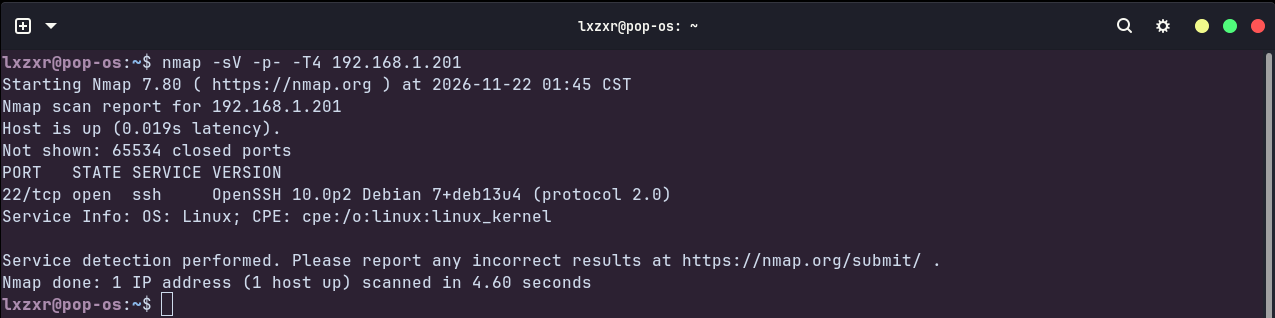 lxzxr@pop-os: ~
lxzxr@pop-os:~$ nmap -sV -p- -T4 192.168.1.201
Starting Nmap 7.80 ( https://nmap.org ) at 2026-11-22 01:45 CST
Nmap scan report for 192.168.1.201
Host is up (0.019s latency).
Not shown: 65534 closed ports
PORT   STATE SERVICE VERSION
22/tcp open  ssh     OpenSSH 10.0p2 Debian 7+deb13u4 (protocol 2.0)
Service Info: OS: Linux; CPE: cpe:/o:linux:linux_kernel
Service detection performed. Please report any incorrect results at https://nmap.org/submit/ .
Nmap done: 1 IP address (1 host up) scanned in 4.60 seconds
lxzxr@pop-os:~$